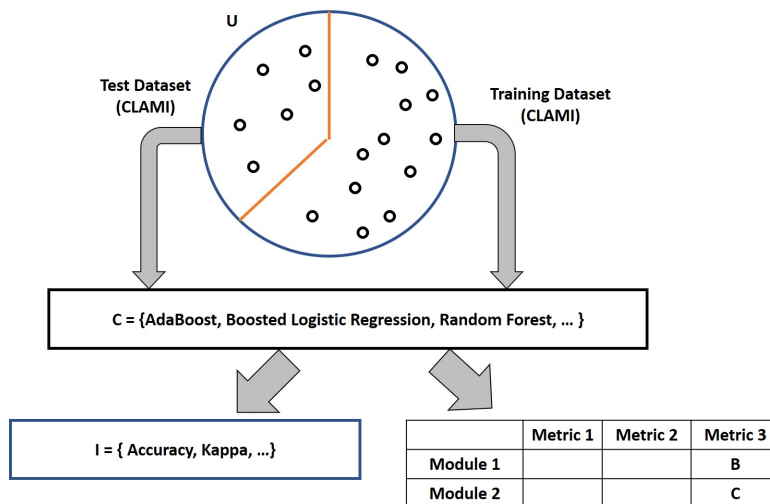 U
Test Dataset
(CLAMI)
Training Dataset
(CLAMI)
C = {AdaBoost, Boosted Logistic Regression, Random Forest, ... }
I = { Accuracy, Kappa, ...}
Metric 1 Metric 2 Metric 3
Module 1 B
Module 2 C